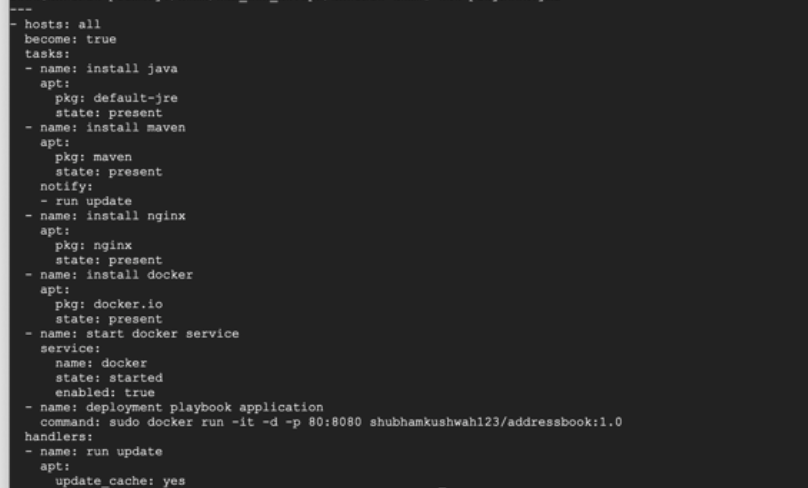 ---
- hosts: all
  become: true
  tasks:
  - name: install java
    apt:
      pkg: default-jre
      state: present
  - name: install maven
    apt:
      pkg: maven
      state: present
    notify:
    - run update
  - name: install nginx
    apt:
      pkg: nginx
      state: present
  - name: install docker
    apt:
      pkg: docker.io
      state: present
  - name: start docker service
    service:
      name: docker
      state: started
      enabled: true
  - name: deployment playbook application
    command: sudo docker run -it -d -p 80:8080 shubhamkushwah123/addressbook:1.0
  handlers:
  - name: run update
    apt:
      update_cache: yes